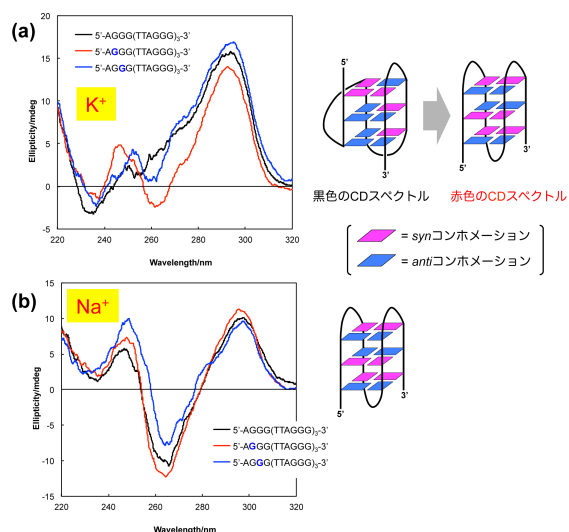 (a)
5'-AGGG(TTAGGG)3-3'
5'-AGGG(TTAGGG)3-3'
5'-AGGG(TTAGGG)3-3'
K+
Ellipticity/mdeg
20
15
10
5
0
-5
220 240 260 280 300 320
Wavelength/nm
5'
3'
5'
3'
黒色のCDスペクトル
赤色のCDスペクトル
= synコンホメーション
= antiコンホメーション
(b)
Na+
Ellipticity/mdeg
15
10
5
0
-5
-10
-15
220 240 260 280 300 320
Wavelength/nm
5'-AGGG(TTAGGG)3-3'
5'-AGGG(TTAGGG)3-3'
5'-AGGG(TTAGGG)3-3'
5'
3'